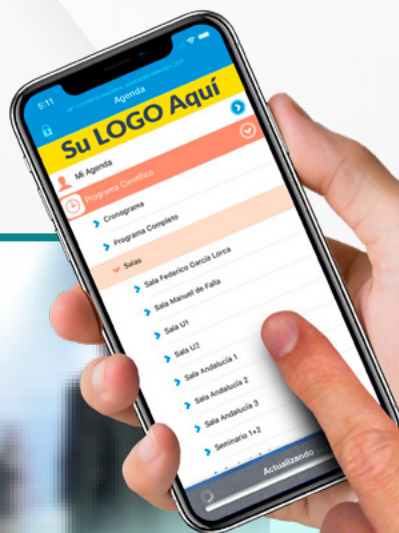 5:11
Agenda
Su LOGO Aquí
Mi Agenda
Programa Científico
Cronograma
Programa Completo
Salas
Sala Federico García Lorca
Sala Manuel de Falla
Sala U1
Sala U2
Sala Andalucía 1
Sala Andalucía 2
Sala Andalucía 3
Seminario 1+2
Actualizando ...